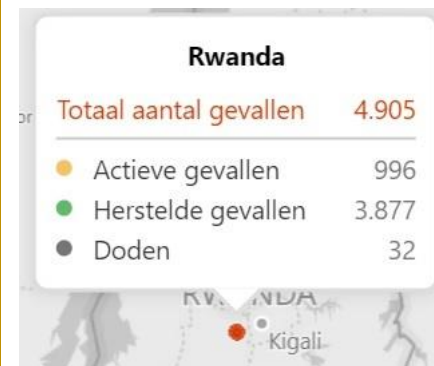 Rwanda
Totaal aantal gevallen 4.905
Actieve gevallen 996
Herstelde gevallen 3.877
Doden 32
Kigali